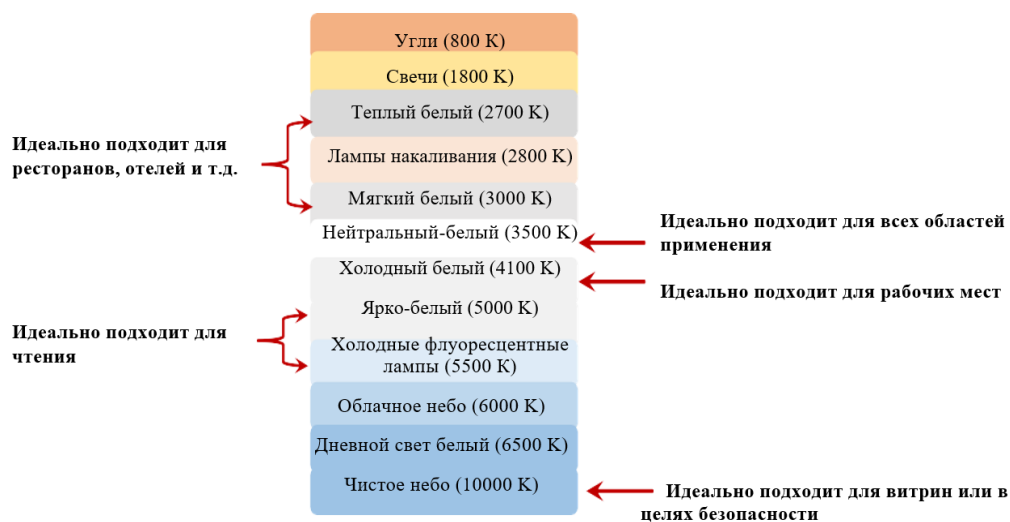 Угли (800 К)
Свечи (1800 К)
Теплый белый (2700 К)
Идеально подходит для
ресторанов, отелей и т.д.
Лампы накаливания (2800 К)
Мягкий белый (3000 К)
Нейтральный-белый (3500 К)
Идеально подходит для всех областей
применения
Холодный белый (4100 К)
Идеально подходит для рабочих мест
Ярко-белый (5000 К)
Идеально подходит для
чтения
Холодные флуоресцентные
лампы (5500 К)
Облачное небо (6000 К)
Дневной свет белый (6500 К)
Чистое небо (10000 К)
Идеально подходит для витрин или в
целях безопасности